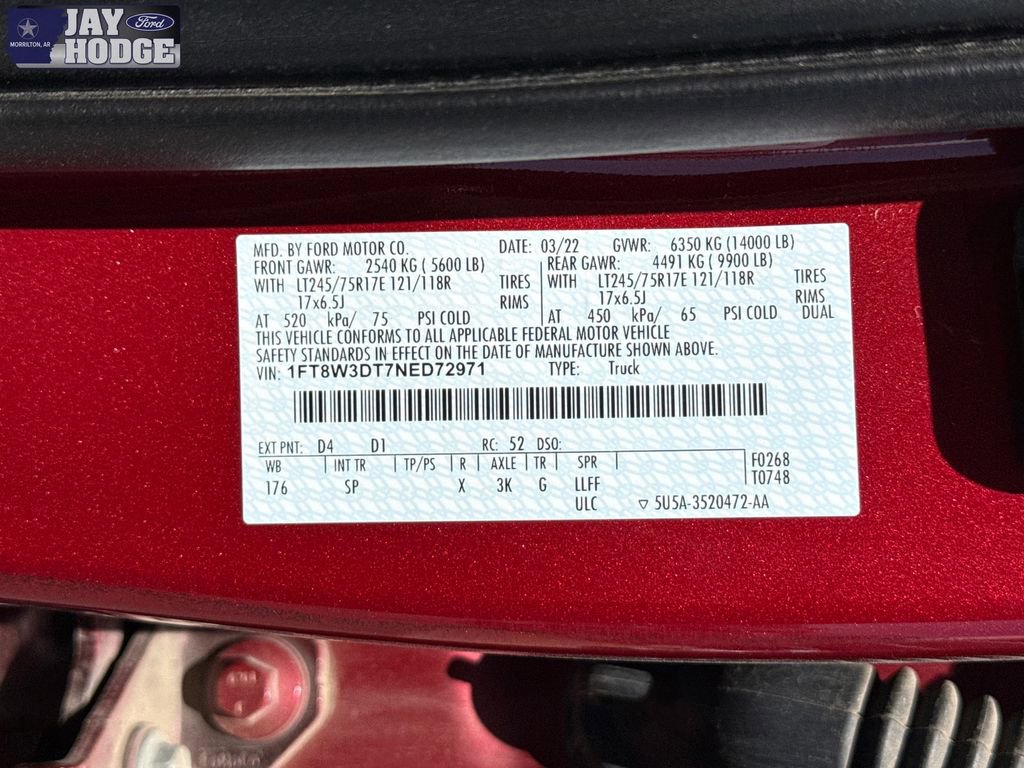 JAY
Ford
HODGE
MORRILTON, AR
MFD. BY FORD MOTOR CO. DATE: 03/22 GVWR: 6350 KG (14000 LB)
FRONT GAWR: 2540 KG ( 5600 LB) REAR GAWR: 4491 KG ( 9900 LB)
WITH LT245/75R17E 121/118R TIRES WITH LT245/75R17E 121/118R TIRES
17x6.5J RIMS 17x6.5J RIMS
AT 520 kPa/ 75 PSI COLD AT 450 kPa/ 65 PSI COLD DUAL
THIS VEHICLE CONFORMS TO ALL APPLICABLE FEDERAL MOTOR VEHICLE
SAFETY STANDARDS IN EFFECT ON THE DATE OF MANUFACTURE SHOWN ABOVE.
VIN: 1FT8W3DT7NED72971 TYPE: Truck
EXT PNT: D4 D1 RC: 52 DSO:
WB INT TR TP/PS R AXLE TR SPR F0268
176 SP X 3K G LLFF T0748
ULC ▽ 5U5A-3520472-AA